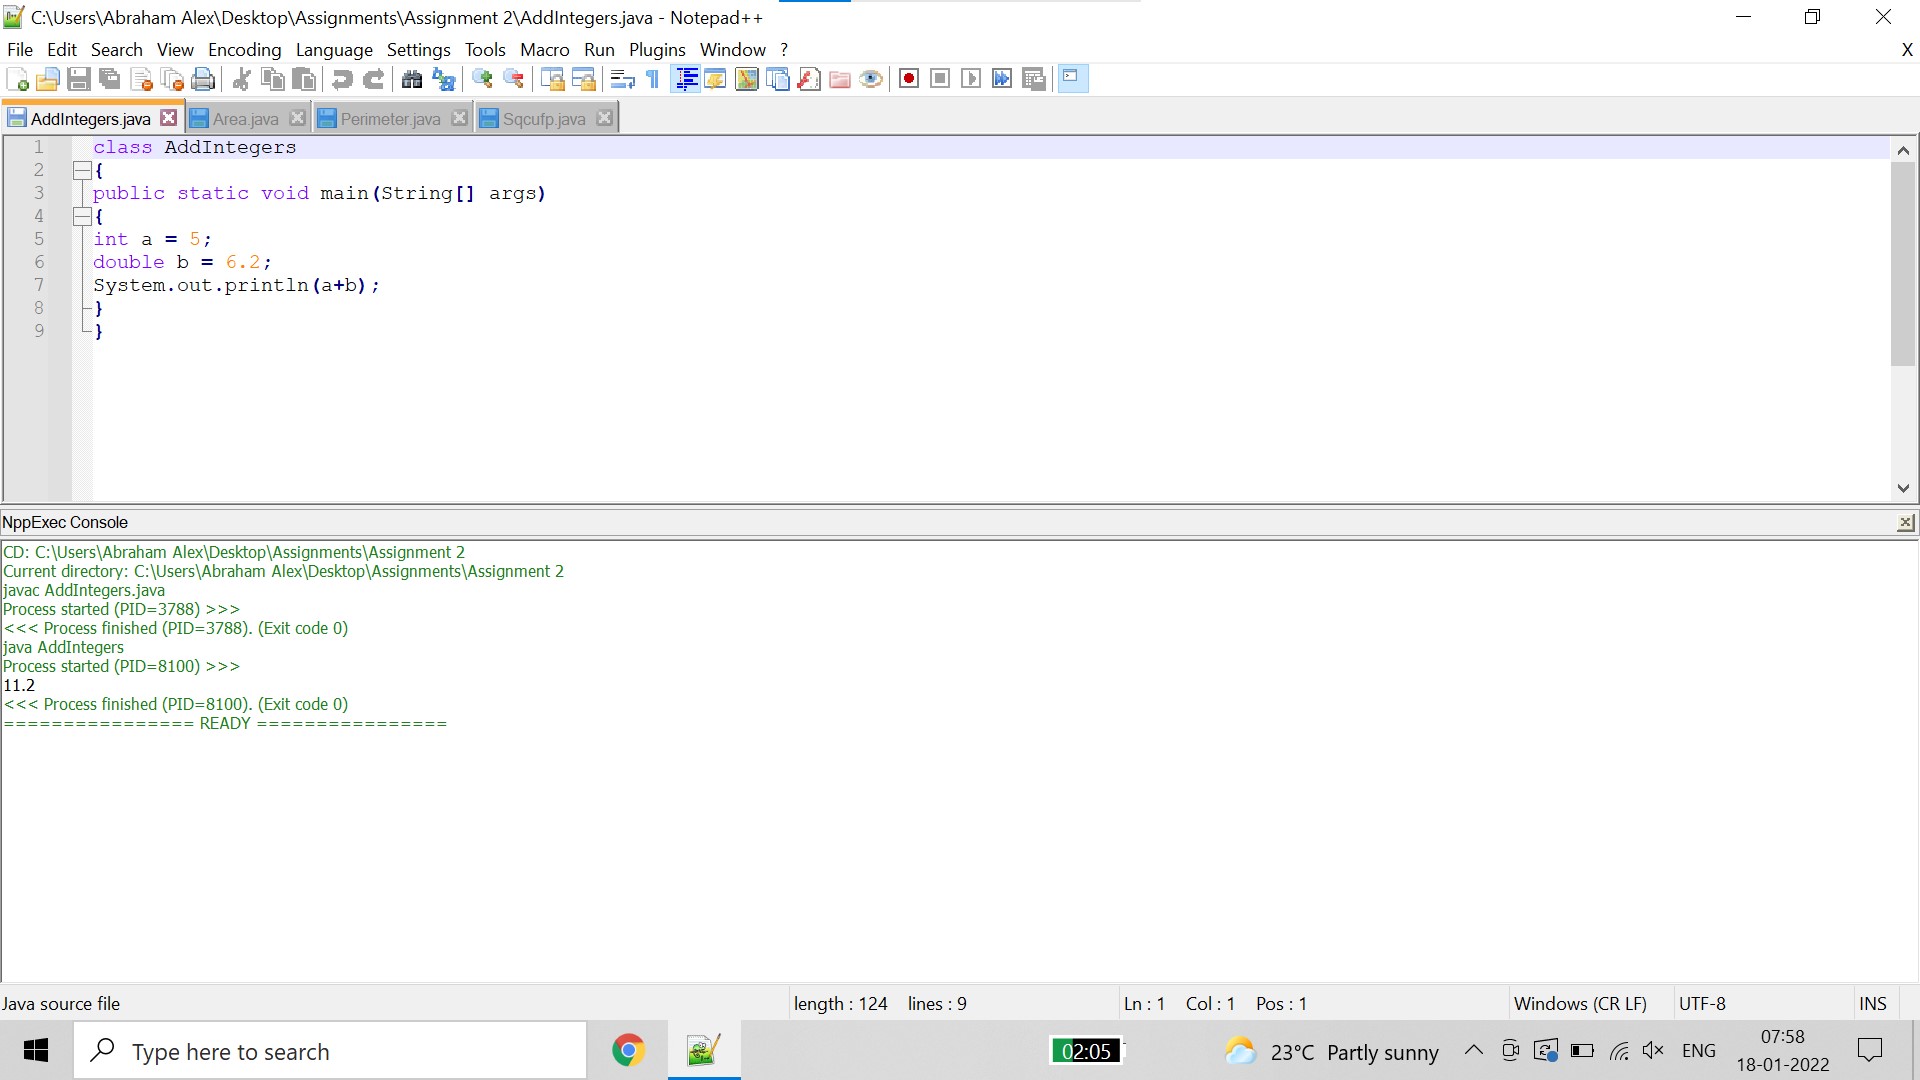 C:\Users\Abraham Alex\Desktop\Assignments\Assignment 2\AddIntegers.java - Notepad++
File Edit Search View Encoding Language Settings Tools Macro Run Plugins Window ? X
AddIntegers.java Area.java Perimeter.java Sqcufp.java
1 class AddIntegers
2 {
3 public static void main(String[] args)
4 {
5 int a = 5;
6 double b = 6.2;
7 System.out.println(a+b);
8 }
9 }
NppExec Console
CD: C:\Users\Abraham Alex\Desktop\Assignments\Assignment 2
Current directory: C:\Users\Abraham Alex\Desktop\Assignments\Assignment 2
javac AddIntegers.java
Process started (PID=3788) >>>
<<< Process finished (PID=3788). (Exit code 0)
java AddIntegers
Process started (PID=8100) >>>
11.2
<<< Process finished (PID=8100). (Exit code 0)
================ READY ================
Java source file length : 124 lines : 9 Ln : 1 Col : 1 Pos : 1 Windows (CR LF) UTF-8 INS
Type here to search 02:05 23°C Partly sunny ENG 07:58
18-01-2022